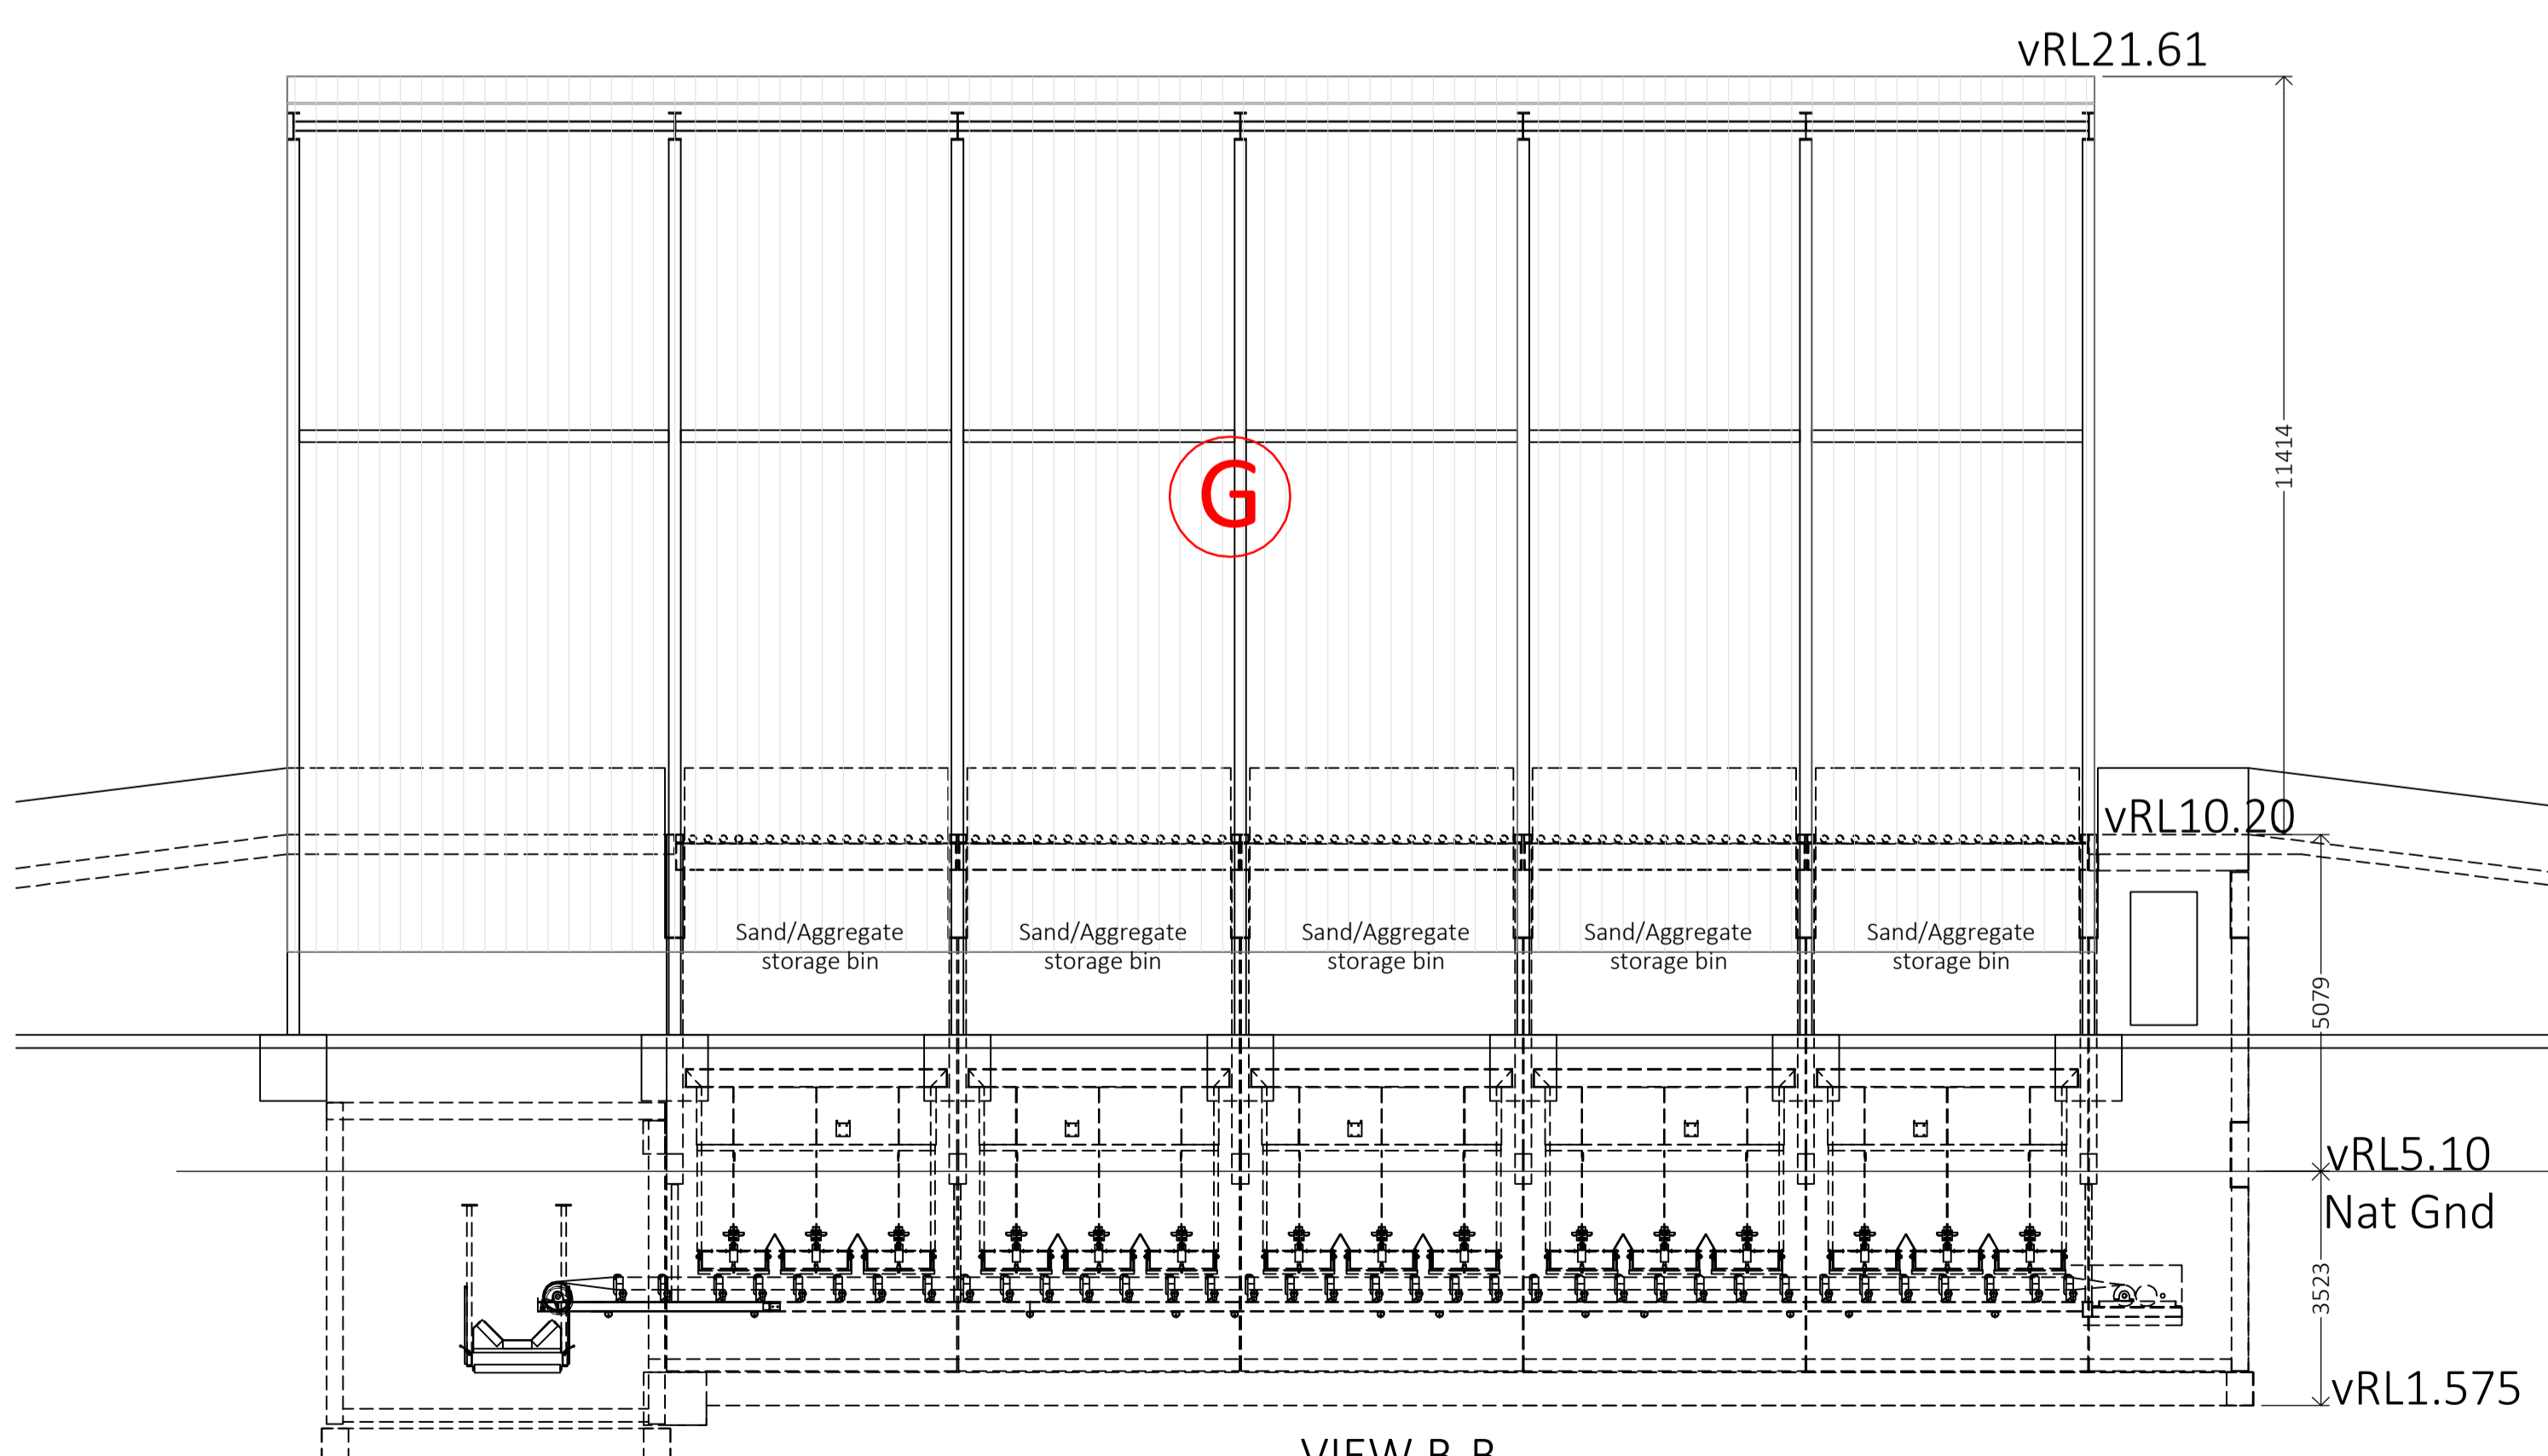 vRL21.61
11414
G
vRL10.20
Sand/Aggregate
storage bin
Sand/Aggregate
storage bin
Sand/Aggregate
storage bin
Sand/Aggregate
storage bin
Sand/Aggregate
storage bin
5079
vRL5.10
Nat Gnd
3523
vRL1.575
VIEW B-B